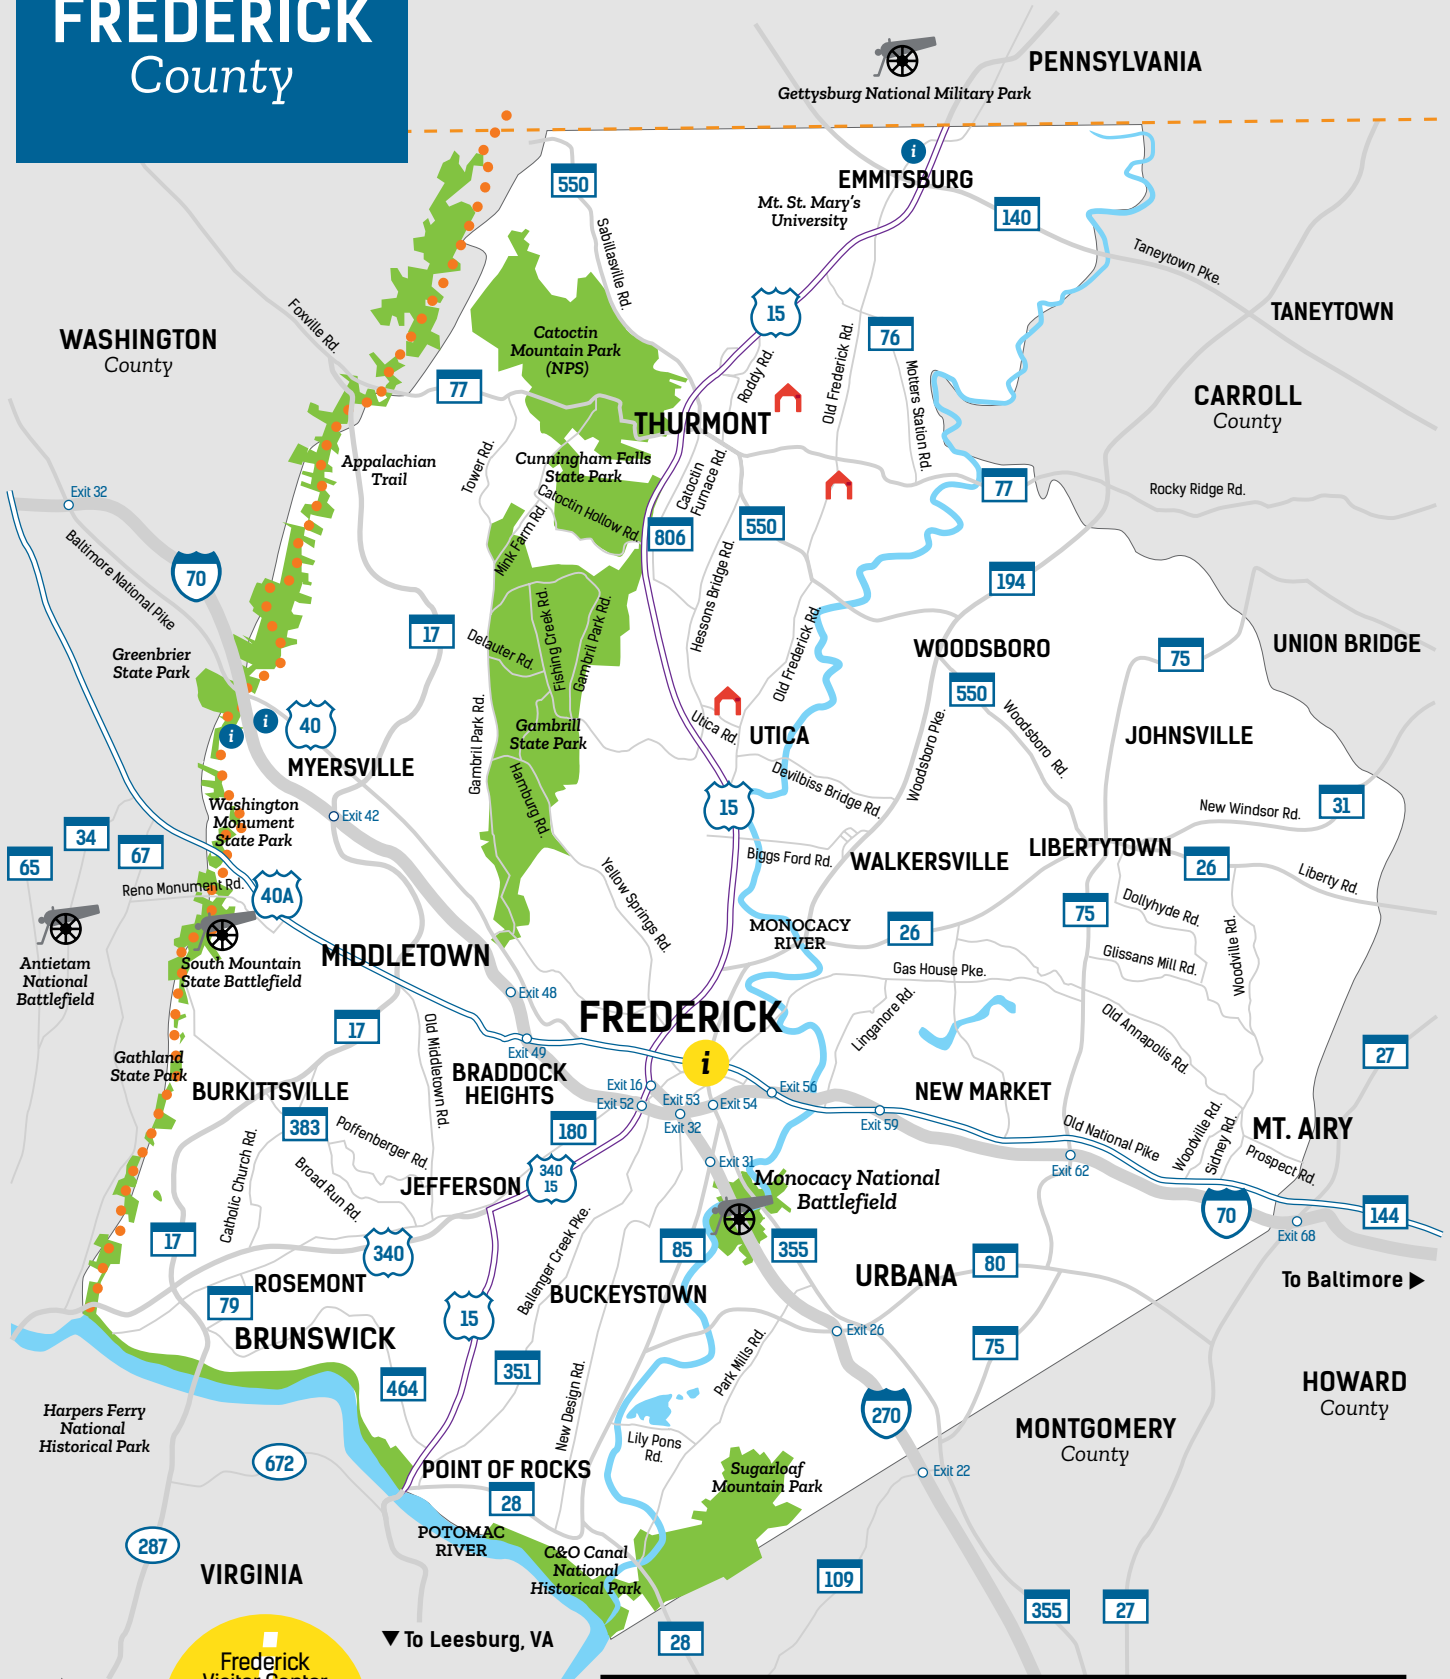 FREDERICK
County
PENNSYLVANIA
Gettysburg National Military Park
i
EMMITSBURG
Mt. St. Mary's
University
550
140
Sabillasville Rd.
Taneytown Pke.
TANEYTOWN
15
76
Foxville Rd.
WASHINGTON
County
Catoctin
Mountain Park
(NPS)
Roddy Rd.
Old Frederick Rd.
Motters Station Rd.
77
CARROLL
County
THURMONT
Appalachian
Trail
Tower Rd.
Cunningham Falls
State Park
Catoctin
Furnace Rd.
Catoctin Hollow Rd.
Mink Farm Rd.
77
Rocky Ridge Rd.
Exit 32
Baltimore National Pike
70
806
550
194
Hessons Bridge Rd.
Old Frederick Rd.
17
Delauter Rd.
Fishing Creek Rd.
Gambril Park Rd.
WOODSBORO
UNION BRIDGE
75
Greenbrier
State Park
550
Gambril Park Rd.
Woodsboro Pke.
Woodsboro Rd.
i
i
40
Gambrill
State Park
Utica Rd.
UTICA
JOHNSVILLE
MYERSVILLE
Hamburg Rd.
Devilbiss Bridge Rd.
15
31
New Windsor Rd.
Washington
Monument
State Park
Exit 42
34
65
67
Biggs Ford Rd.
WALKERSVILLE
LIBERTYTOWN
26
Liberty Rd.
Reno Monument Rd.
40A
Yellow Springs Rd.
75
Dollyhyde Rd.
MONOCACY
RIVER
26
Woodville Rd.
Glissans Mill Rd.
Antietam
National
Battlefield
South Mountain
State Battlefield
MIDDLETOWN
Gas House Pke.
Exit 48
FREDERICK
Linganore Rd.
Old Annapolis Rd.
17
Old Middletown Rd.
Exit 49
27
Gathland
State Park
BRADDOCK
HEIGHTS
i
BURKITTSVILLE
Exit 16
Exit 52
Exit 53
Exit 32
Exit 54
Exit 56
Exit 59
NEW MARKET
383
Poffenberger Rd.
180
Old National Pike
Woodville Rd.
Sidney Rd.
MT. AIRY
Prospect Rd.
Catholic Church Rd.
Broad Run Rd.
Exit 31
Exit 62
JEFFERSON
340
15
Monocacy National
Battlefield
70
144
Exit 68
17
340
85
355
Ballenger Creek Pke.
URBANA
80
To Baltimore
ROSEMONT
79
BUCKEYSTOWN
15
BRUNSWICK
Exit 26
75
464
351
Park Mills Rd.
New Design Rd.
270
HOWARD
County
Harpers Ferry
National
Historical Park
Lily Pons
Rd.
MONTGOMERY
County
672
POINT OF ROCKS
Sugarloaf
Mountain Park
Exit 22
28
POTOMAC
RIVER
287
C&O Canal
National
Historical Park
VIRGINIA
109
355
27
To Leesburg, VA
28
Frederick
Visitor Center